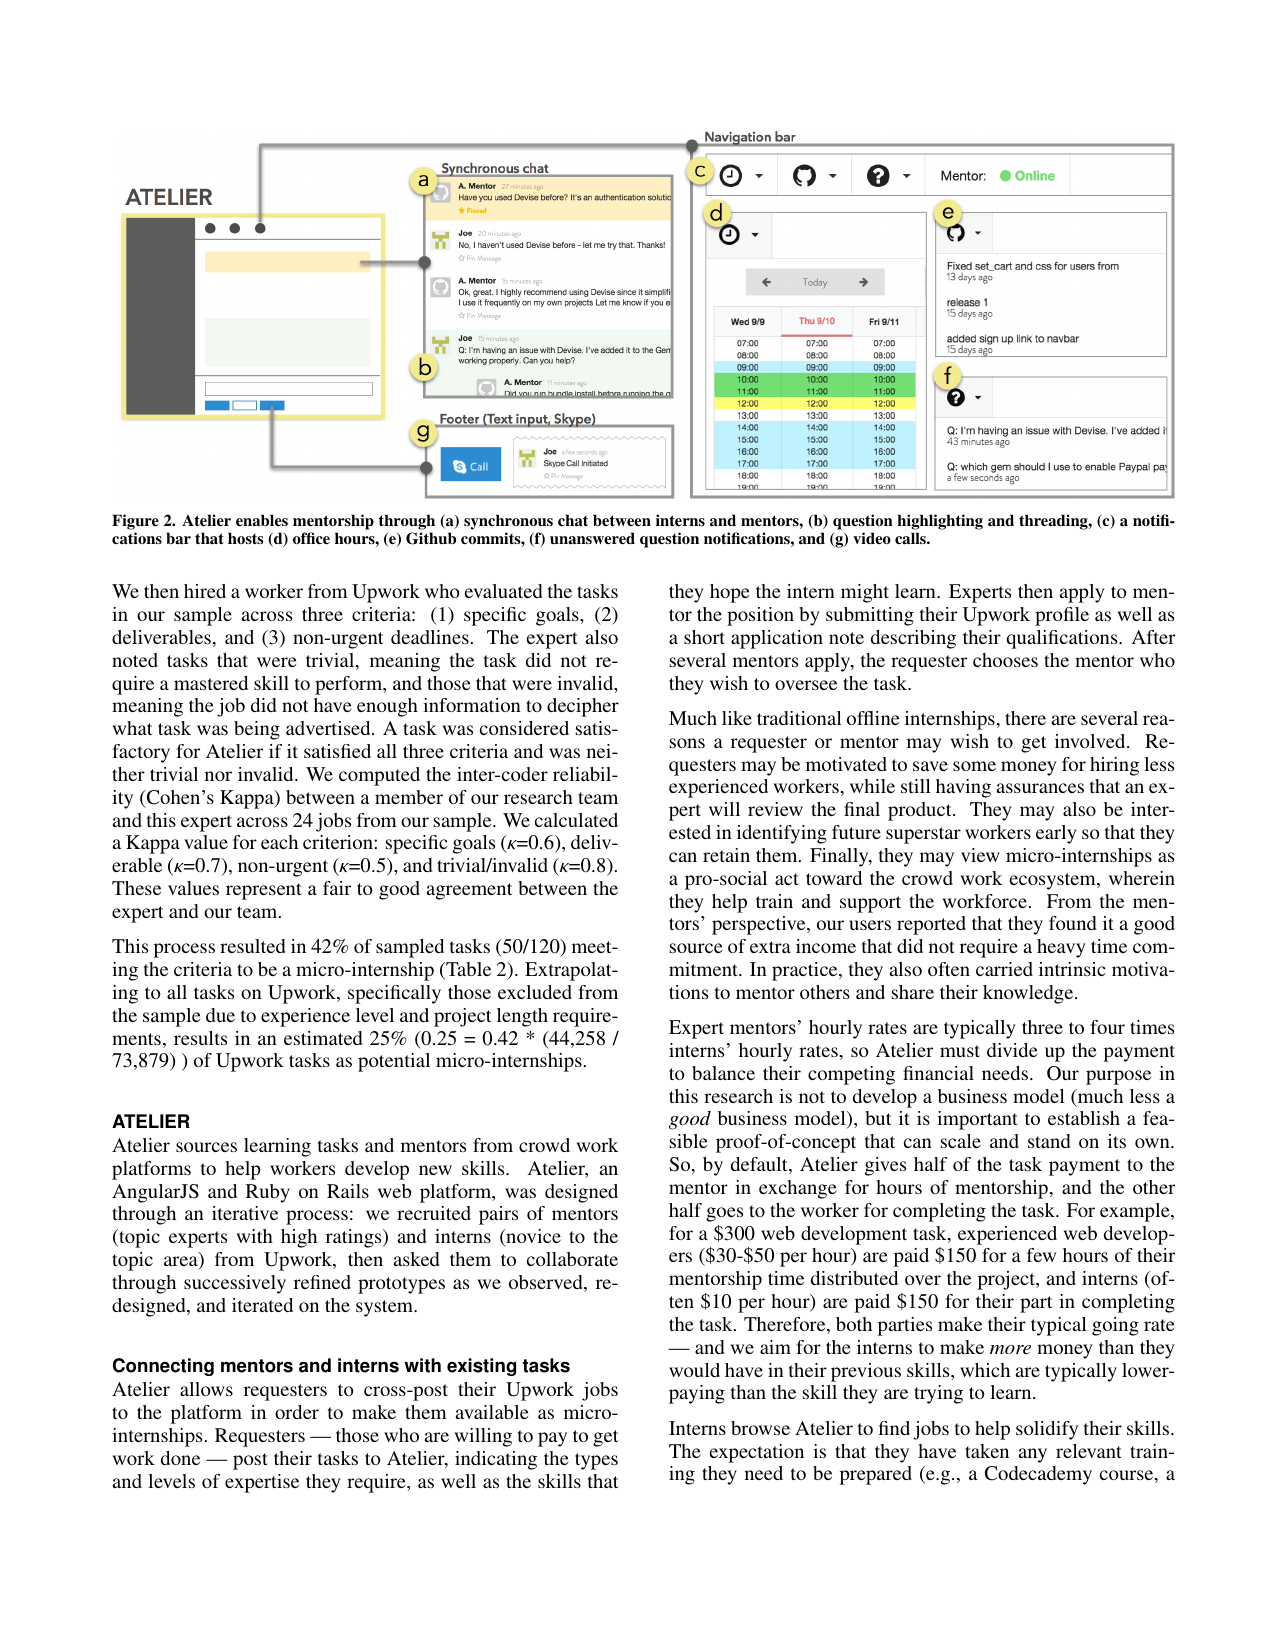 Navigation bar
Synchronous chat
ATELIER
a
A. Mentor 27 minutes ago
Have you used Devise before? It's an authentication
Pinned
Joe 20 minutes ago
No, I haven't used Devise before - let me try that. Thanks!
Pin Message
A. Mentor 16 minutes ago
Ok, great. I highly recommend using Devise since it
I use it frequently on my own projects Let me know if you
Pin Message
Joe 15 minutes ago
Q: I'm having an issue with Devise. I've added it to the
working properly. Can you help?
b
A. Mentor 11 minutes ago
Did you run bundle install before running the
Footer (Text input, Skype)
g
Call
Joe a few seconds ago
Skype Call Initiated
Pin Message
c
Mentor: Online
d
Today
Wed 9/9 Thu 9/10 Fri 9/11
07:00 07:00 07:00
08:00 08:00 08:00
09:00 09:00 09:00
10:00 10:00 10:00
11:00 11:00 11:00
12:00 12:00 12:00
13:00 13:00 13:00
14:00 14:00 14:00
15:00 15:00 15:00
16:00 16:00 16:00
17:00 17:00 17:00
18:00 18:00 18:00
19:00 19:00 19:00
e
Fixed set_cart and css for users from
13 days ago
release 1
15 days ago
added sign up link to navbar
15 days ago
f
Q: I'm having an issue with Devise. I've added
43 minutes ago
Q: which gem should I use to enable Paypal
a few seconds ago
Figure 2. Atelier enables mentorship through (a) synchronous chat between interns and mentors, (b) question highlighting and threading, (c) a notifi-
cations bar that hosts (d) office hours, (e) Github commits, (f) unanswered question notifications, and (g) video calls.
We then hired a worker from Upwork who evaluated the tasks
in our sample across three criteria: (1) specific goals, (2)
deliverables, and (3) non-urgent deadlines. The expert also
noted tasks that were trivial, meaning the task did not re-
quire a mastered skill to perform, and those that were invalid,
meaning the job did not have enough information to decipher
what task was being advertised. A task was considered satis-
factory for Atelier if it satisfied all three criteria and was nei-
ther trivial nor invalid. We computed the inter-coder reliabil-
ity (Cohen's Kappa) between a member of our research team
and this expert across 24 jobs from our sample. We calculated
a Kappa value for each criterion: specific goals (κ=0.6), deliv-
erable (κ=0.7), non-urgent (κ=0.5), and trivial/invalid (κ=0.8).
These values represent a fair to good agreement between the
expert and our team.
This process resulted in 42% of sampled tasks (50/120) meet-
ing the criteria to be a micro-internship (Table 2). Extrapolat-
ing to all tasks on Upwork, specifically those excluded from
the sample due to experience level and project length require-
ments, results in an estimated 25% (0.25 = 0.42 * (44,258 /
73,879) ) of Upwork tasks as potential micro-internships.
ATELIER
Atelier sources learning tasks and mentors from crowd work
platforms to help workers develop new skills. Atelier, an
AngularJS and Ruby on Rails web platform, was designed
through an iterative process: we recruited pairs of mentors
(topic experts with high ratings) and interns (novice to the
topic area) from Upwork, then asked them to collaborate
through successively refined prototypes as we observed, re-
designed, and iterated on the system.
Connecting mentors and interns with existing tasks
Atelier allows requesters to cross-post their Upwork jobs
to the platform in order to make them available as micro-
internships. Requesters — those who are willing to pay to get
work done — post their tasks to Atelier, indicating the types
and levels of expertise they require, as well as the skills that
they hope the intern might learn. Experts then apply to men-
tor the position by submitting their Upwork profile as well as
a short application note describing their qualifications. After
several mentors apply, the requester chooses the mentor who
they wish to oversee the task.
Much like traditional offline internships, there are several rea-
sons a requester or mentor may wish to get involved. Re-
questers may be motivated to save some money for hiring less
experienced workers, while still having assurances that an ex-
pert will review the final product. They may also be inter-
ested in identifying future superstar workers early so that they
can retain them. Finally, they may view micro-internships as
a pro-social act toward the crowd work ecosystem, wherein
they help train and support the workforce. From the men-
tors' perspective, our users reported that they found it a good
source of extra income that did not require a heavy time com-
mitment. In practice, they also often carried intrinsic motiva-
tions to mentor others and share their knowledge.
Expert mentors' hourly rates are typically three to four times
interns' hourly rates, so Atelier must divide up the payment
to balance their competing financial needs. Our purpose in
this research is not to develop a business model (much less a
good business model), but it is important to establish a fea-
sible proof-of-concept that can scale and stand on its own.
So, by default, Atelier gives half of the task payment to the
mentor in exchange for hours of mentorship, and the other
half goes to the worker for completing the task. For example,
for a $300 web development task, experienced web develop-
ers ($30-$50 per hour) are paid $150 for a few hours of their
mentorship time distributed over the project, and interns (of-
ten $10 per hour) are paid $150 for their part in completing
the task. Therefore, both parties make their typical going rate
— and we aim for the interns to make more money than they
would have in their previous skills, which are typically lower-
paying than the skill they are trying to learn.
Interns browse Atelier to find jobs to help solidify their skills.
The expectation is that they have taken any relevant train-
ing they need to be prepared (e.g., a Codecademy course, a